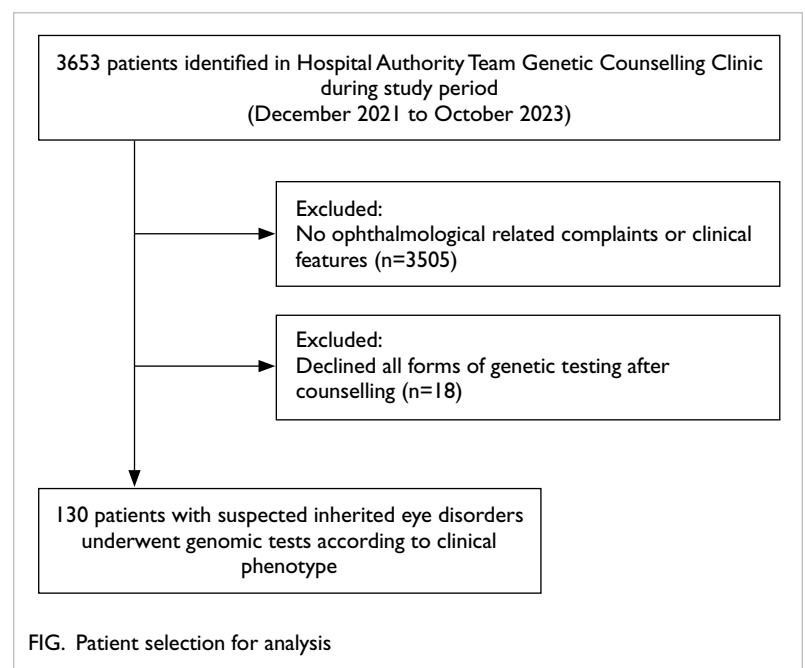 3653 patients identified in Hospital Authority Team Genetic Counselling Clinic
during study period
(December 2021 to October 2023)
Excluded:
No ophthalmological related complaints or clinical
features (n=3505)
Excluded:
Declined all forms of genetic testing after
counselling (n=18)
130 patients with suspected inherited eye disorders
underwent genomic tests according to clinical
phenotype
FIG. Patient selection for analysis